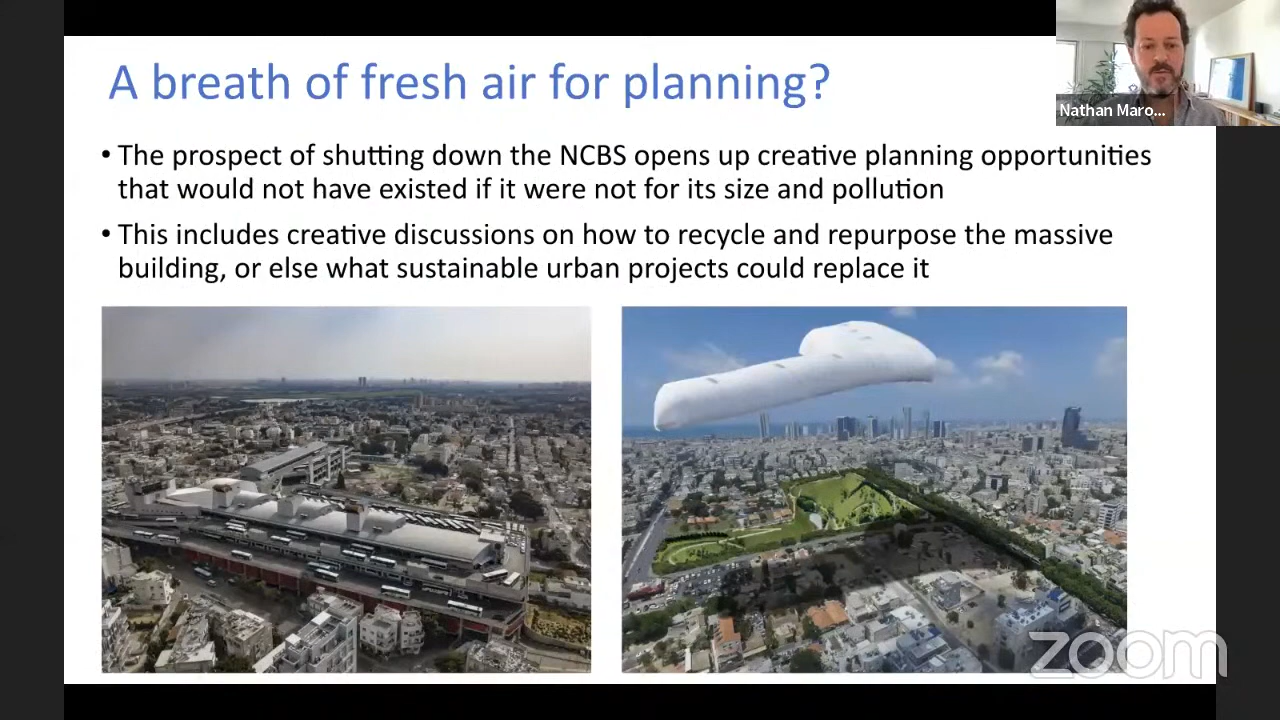 A breath of fresh air for planning?
Nathan Maro...
• The prospect of shutting down the NCBS opens up creative planning opportunities
that would not have existed if it were not for its size and pollution
• This includes creative discussions on how to recycle and repurpose the massive
building, or else what sustainable urban projects could replace it
zoom